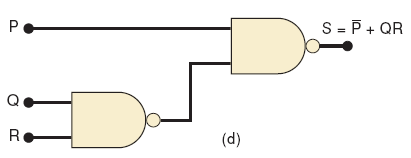 P
S = P̅ + QR
Q
R
(d)